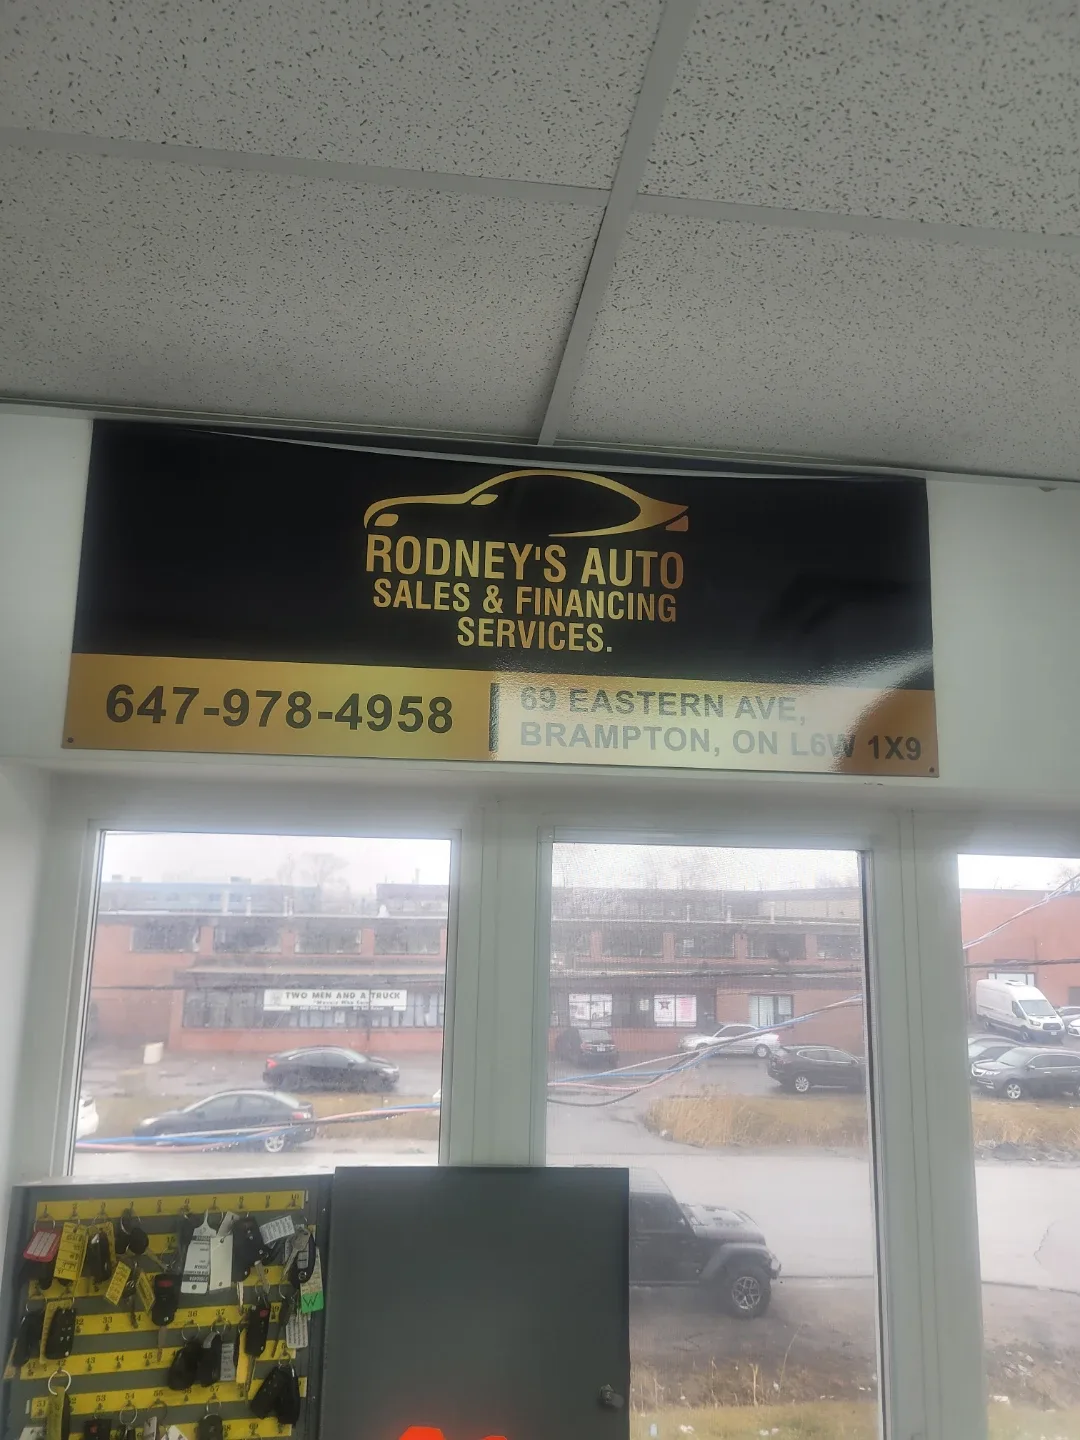 RODNEY'S AUTO
SALES & FINANCING
SERVICES.
647-978-4958
69 EASTERN AVE,
BRAMPTON, ON L6W 1X9
TWO MEN AND A TRUCK